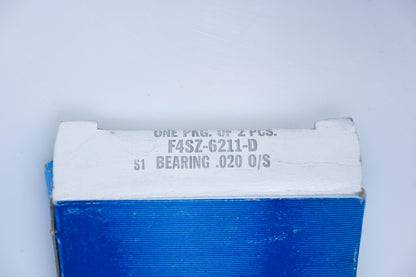 ONE PKG. OF 2 PCS.
F4SZ-6211-D
S1 BEARING .020 O/S